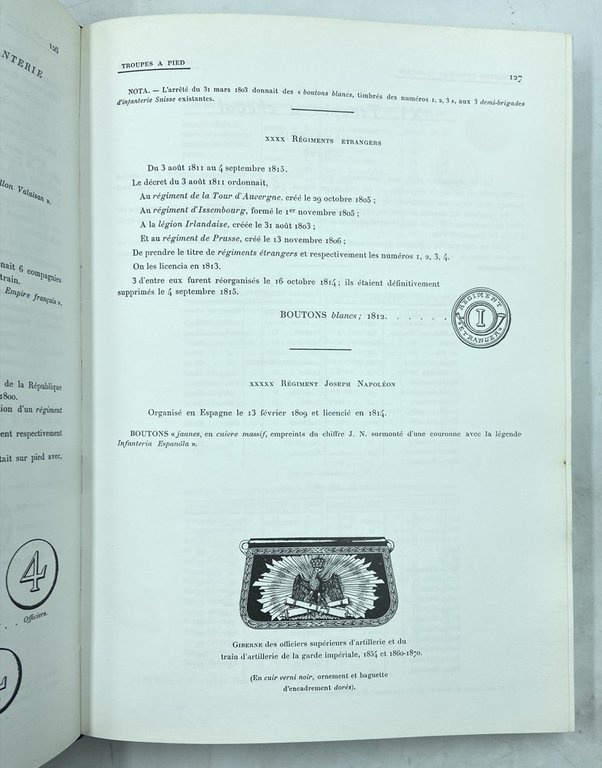 126
NTERIE
llon Valaisan ».
nait 6 compagnies
train.
Empire français ».
de la République
1800.
ion d'un régiment
ent respectivement
tait sur pied avec,
4
Officiers.
TROUPES A PIED
127
NOTA. — L'arrêté du 31 mars 1803 donnait des « boutons blancs, timbrés des numéros 1, 2, 3 », aux 3 demi-brigades
d'infanterie Suisse existantes.
XXXX RÉGIMENTS ETRANGERS
Du 3 août 1811 au 4 septembre 1815.
Le décret du 3 août 1811 ordonnait,
Au régiment de la Tour d'Auvergne, créé le 29 octobre 1805 ;
Au régiment d'Issembourg, formé le 1er novembre 1805 ;
A la légion Irlandaise, créée le 31 août 1803 ;
Et au régiment de Prusse, créé le 13 novembre 1806 ;
De prendre le titre de régiments étrangers et respectivement les numéros 1, 2, 3, 4.
On les licencia en 1813.
3 d'entre eux furent réorganisés le 16 octobre 1814 ; ils étaient définitivement
supprimés le 4 septembre 1815.
BOUTONS blancs ; 1812. . . . . . .
REGIMENT
I
ETRANGER
XXXXX RÉGIMENT JOSEPH NAPOLÉON
Organisé en Espagne le 13 février 1809 et licencié en 1814.
BOUTONS « jaunes, en cuivre massif, empreints du chiffre J. N. surmonté d'une couronne avec la légende
Infanteria Espanóla ».
GIBERNE des officiers supérieurs d'artillerie et du
train d'artillerie de la garde impériale, 1854 et 1860-1870.
(En cuir verni noir, ornement et baguette
d'encadrement dorés).